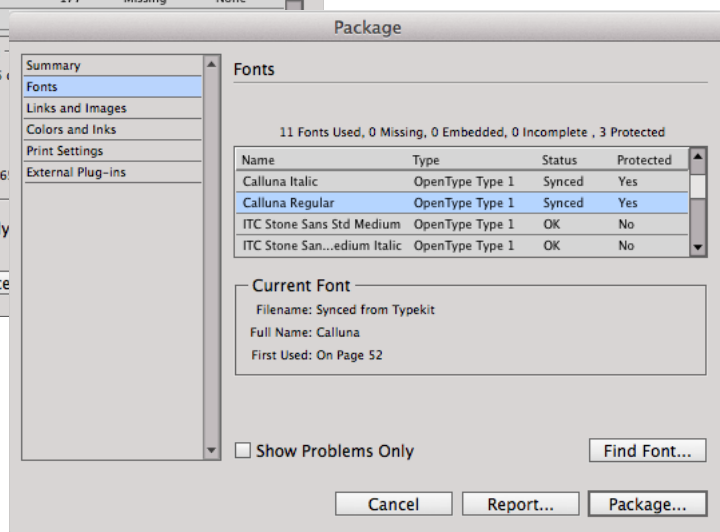 177 Missing None
Package
Summary
Fonts
Links and Images
Colors and Inks
Print Settings
External Plug-ins
Fonts
11 Fonts Used, 0 Missing, 0 Embedded, 0 Incomplete , 3 Protected
Name Type Status Protected
Calluna Italic OpenType Type 1 Synced Yes
Calluna Regular OpenType Type 1 Synced Yes
ITC Stone Sans Std Medium OpenType Type 1 OK No
ITC Stone San...edium Italic OpenType Type 1 OK No
Current Font
Filename: Synced from Typekit
Full Name: Calluna
First Used: On Page 52
Show Problems Only
Find Font...
Cancel Report... Package...